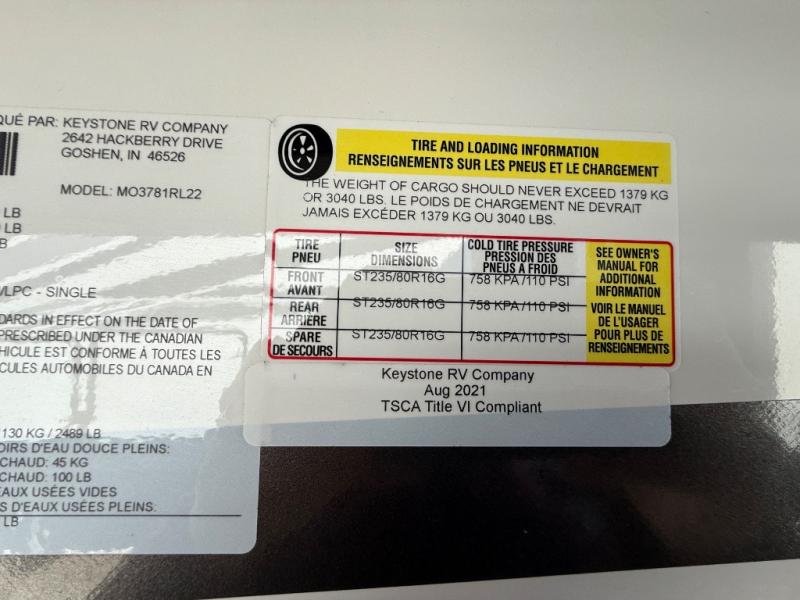 QUÉ PAR: KEYSTONE RV COMPANY
2642 HACKBERRY DRIVE
GOSHEN, IN 46526
MODEL: MO3781RL22
LB
LB
- SINGLE
DARDS IN EFFECT ON THE DATE OF
PRESCRIBED UNDER THE CANADIAN
HICULE EST CONFORME À TOUTES LES
CULES AUTOMOBILES DU CANADA EN
1130 KG / 2489 LB
OIRS D'EAU DOUCE PLEINS:
CHAUD: 45 KG
CHAUD: 100 LB
EAUX USÉES VIDES
S D'EAUX USÉES PLEINS:
LB
TIRE AND LOADING INFORMATION
RENSEIGNEMENTS SUR LES PNEUS ET LE CHARGEMENT
THE WEIGHT OF CARGO SHOULD NEVER EXCEED 1379 KG
OR 3040 LBS. LE POIDS DE CHARGEMENT NE DEVRAIT
JAMAIS EXCÉDER 1379 KG OU 3040 LBS.
TIRE PNEU SIZE DIMENSIONS COLD TIRE PRESSURE PRESSION DES PNEUS A FROID
FRONT AVANT ST235/80R16G 758 KPA/110 PSI
REAR ARRIÈRE ST235/80R16G 758 KPA/110 PSI
SPARE DE SECOURS ST235/80R16G 758 KPA/110 PSI
SEE OWNER'S
MANUAL FOR
ADDITIONAL
INFORMATION
VOIR LE MANUEL
DE L'USAGER
POUR PLUS DE
RENSEIGNEMENTS
Keystone RV Company
Aug 2021
TSCA Title VI Compliant